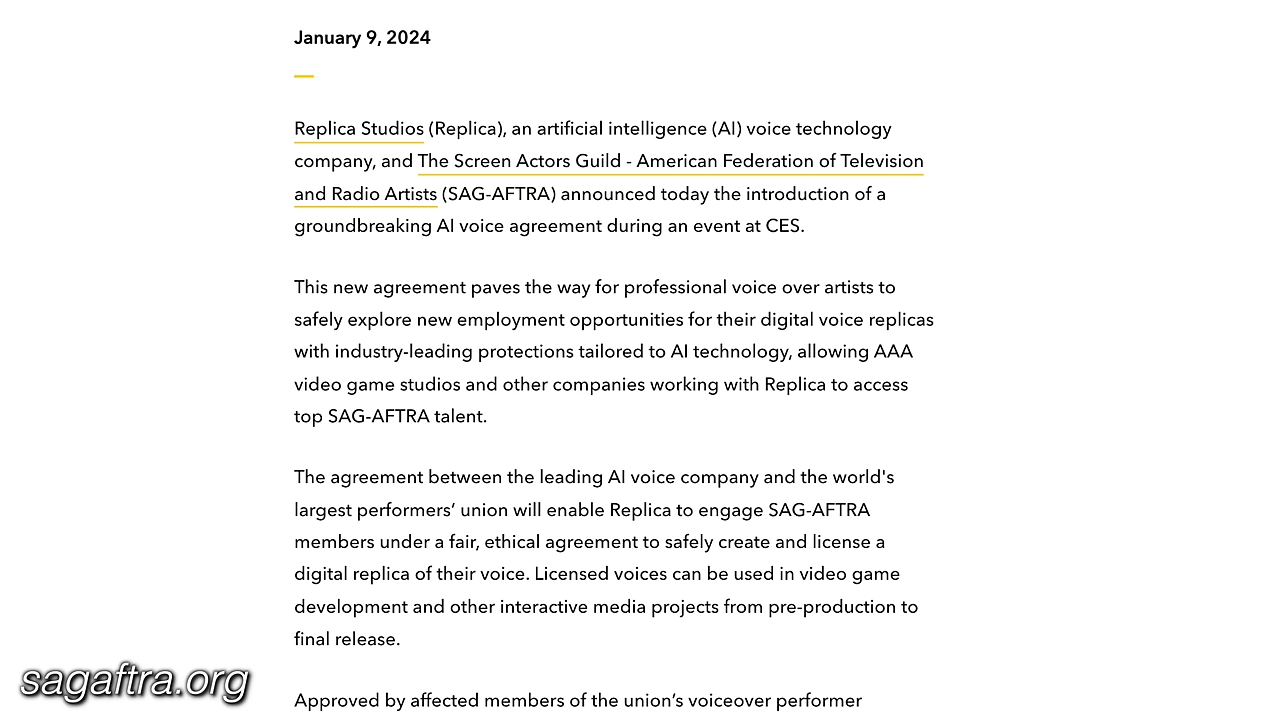 January 9, 2024
Replica Studios (Replica), an artificial intelligence (AI) voice technology
company, and The Screen Actors Guild - American Federation of Television
and Radio Artists (SAG-AFTRA) announced today the introduction of a
groundbreaking AI voice agreement during an event at CES.
This new agreement paves the way for professional voice over artists to
safely explore new employment opportunities for their digital voice replicas
with industry-leading protections tailored to AI technology, allowing AAA
video game studios and other companies working with Replica to access
top SAG-AFTRA talent.
The agreement between the leading AI voice company and the world's
largest performers’ union will enable Replica to engage SAG-AFTRA
members under a fair, ethical agreement to safely create and license a
digital replica of their voice. Licensed voices can be used in video game
development and other interactive media projects from pre-production to
final release.
Approved by affected members of the union’s voiceover performer
sagaftra.org